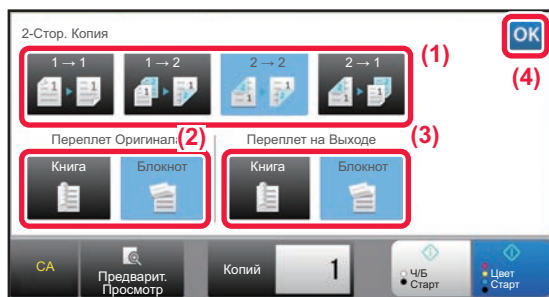 2-Стор. Копия
OK
1 → 1
1 → 2
2 → 2
2 → 1
(1)
(4)
Переплет Оригинала
(2)
Переплет на Выходе
(3)
Книга
Блокнот
Книга
Блокнот
CA
Предварит.
Просмотр
Копий
1
Ч/Б
Старт
Цвет
Старт